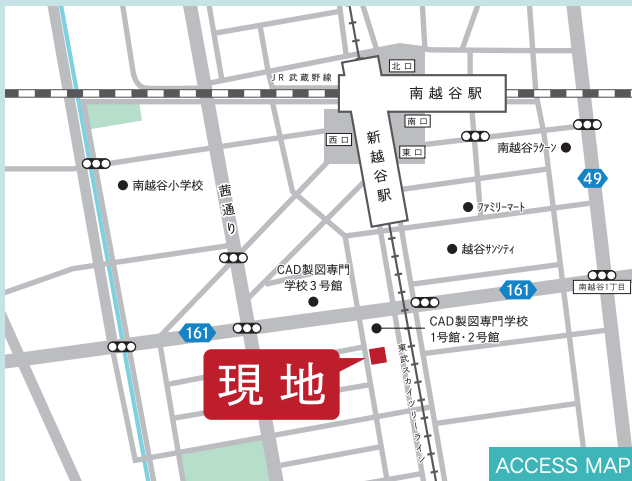 北口
JR武蔵野線
南越谷駅
南口
西口
新越谷駅
東口
南越谷ラクーン
49
南越谷小学校
茜通り
ファミリーマート
越谷サンシティ
CAD製図専門
学校3号館
161
南越谷1丁目
161
CAD製図専門学校
1号館・2号館
東武スカイツリーライン
現地
ACCESS MAP